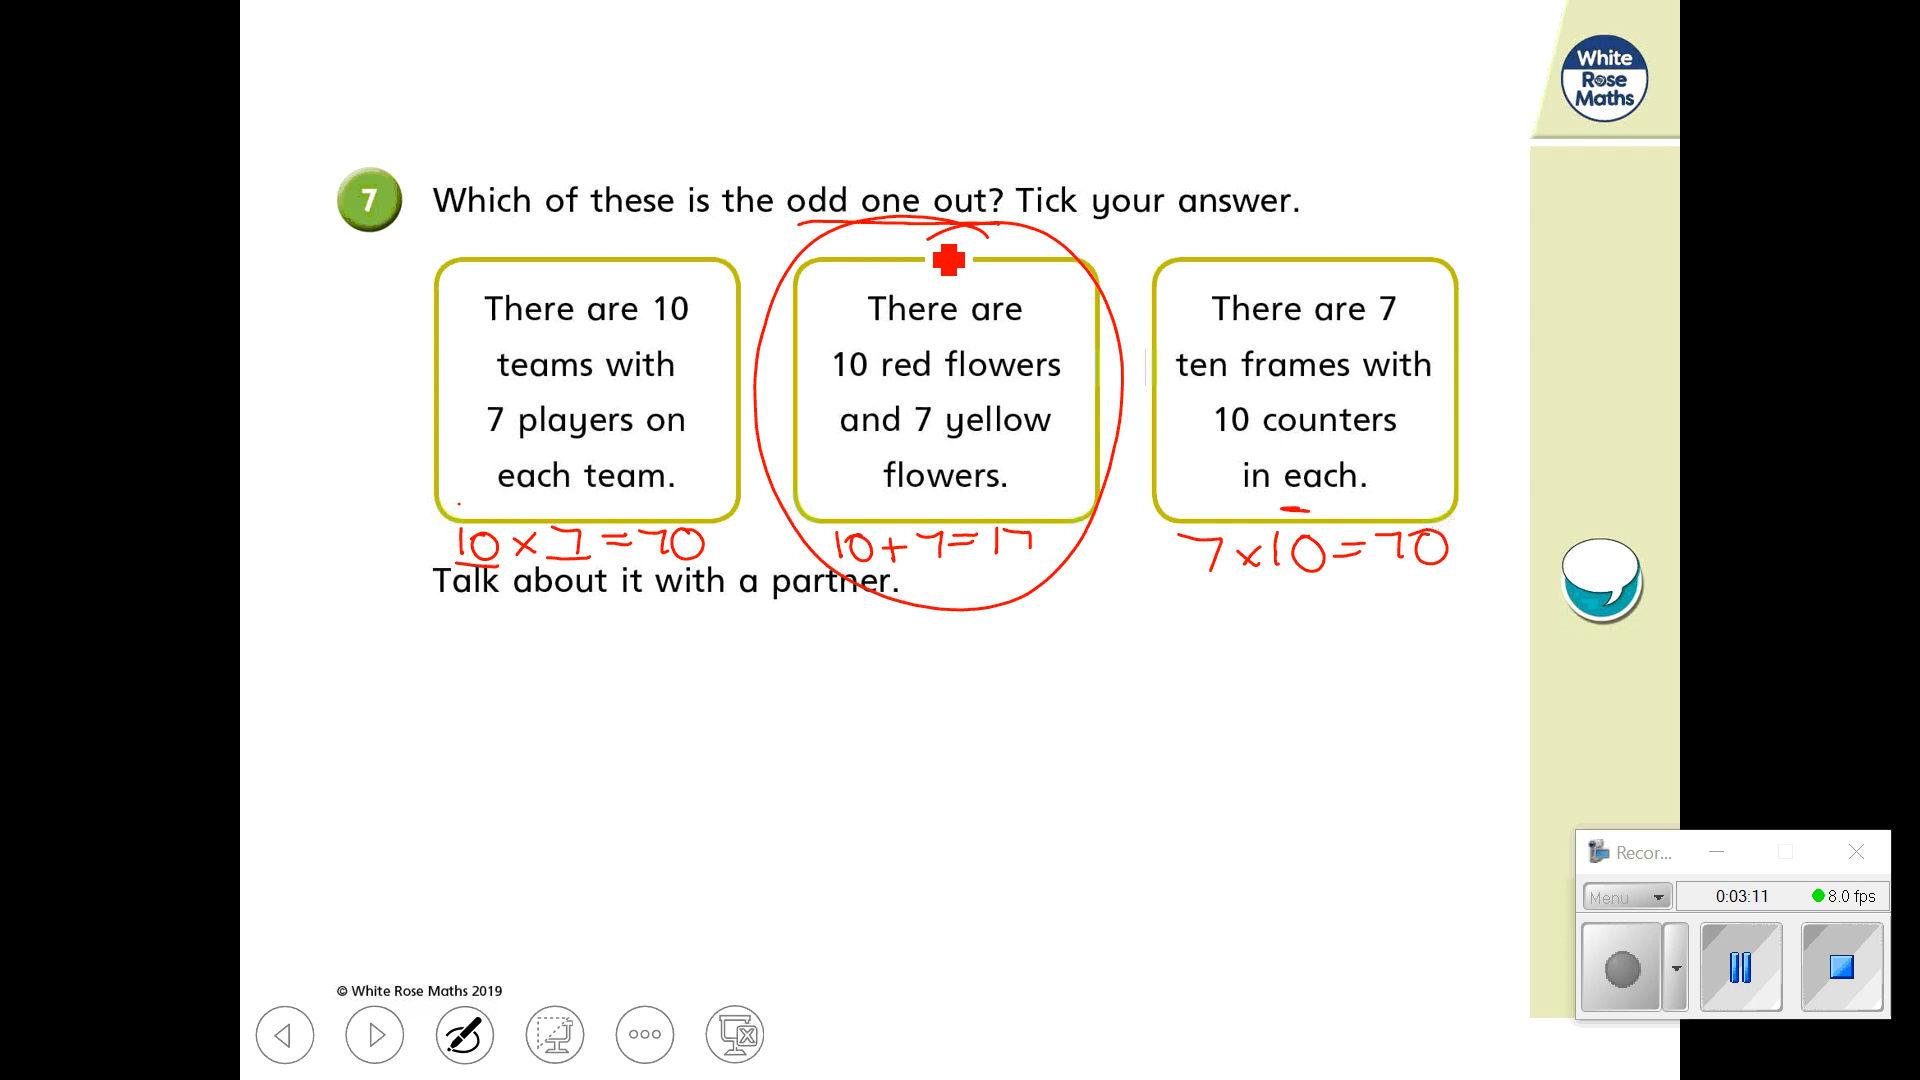 White
Rose
Maths
7 Which of these is the odd one out? Tick your answer.
There are 10
teams with
7 players on
each team.
There are
10 red flowers
and 7 yellow
flowers.
There are 7
ten frames with
10 counters
in each.
10 × 7 = 70
10 + 7 = 17
7 × 10 = 70
Talk about it with a partner.
Recor...
Menu
0:03:11
8.0 fps
© White Rose Maths 2019